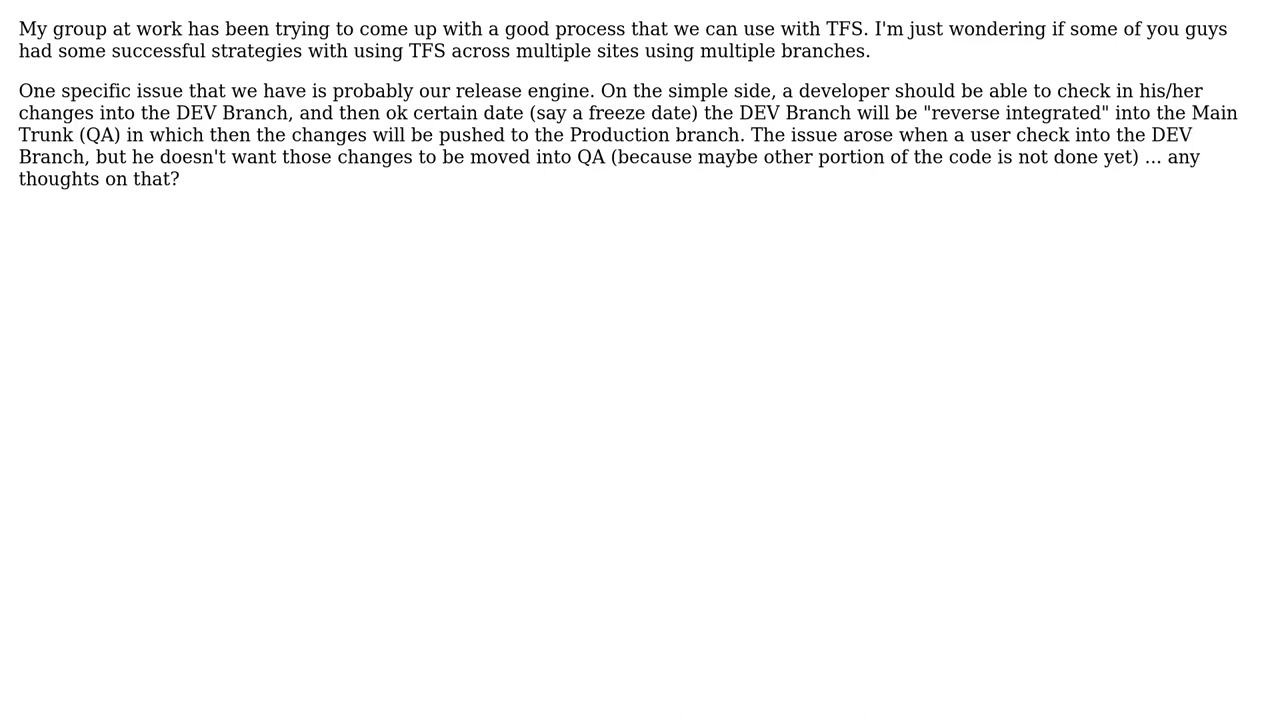 My group at work has been trying to come up with a good process that we can use with TFS. I'm just wondering if some of you guys
had some successful strategies with using TFS across multiple sites using multiple branches.
One specific issue that we have is probably our release engine. On the simple side, a developer should be able to check in his/her
changes into the DEV Branch, and then ok certain date (say a freeze date) the DEV Branch will be "reverse integrated" into the Main
Trunk (QA) in which then the changes will be pushed to the Production branch. The issue arose when a user check into the DEV
Branch, but he doesn't want those changes to be moved into QA (because maybe other portion of the code is not done yet) ... any
thoughts on that?